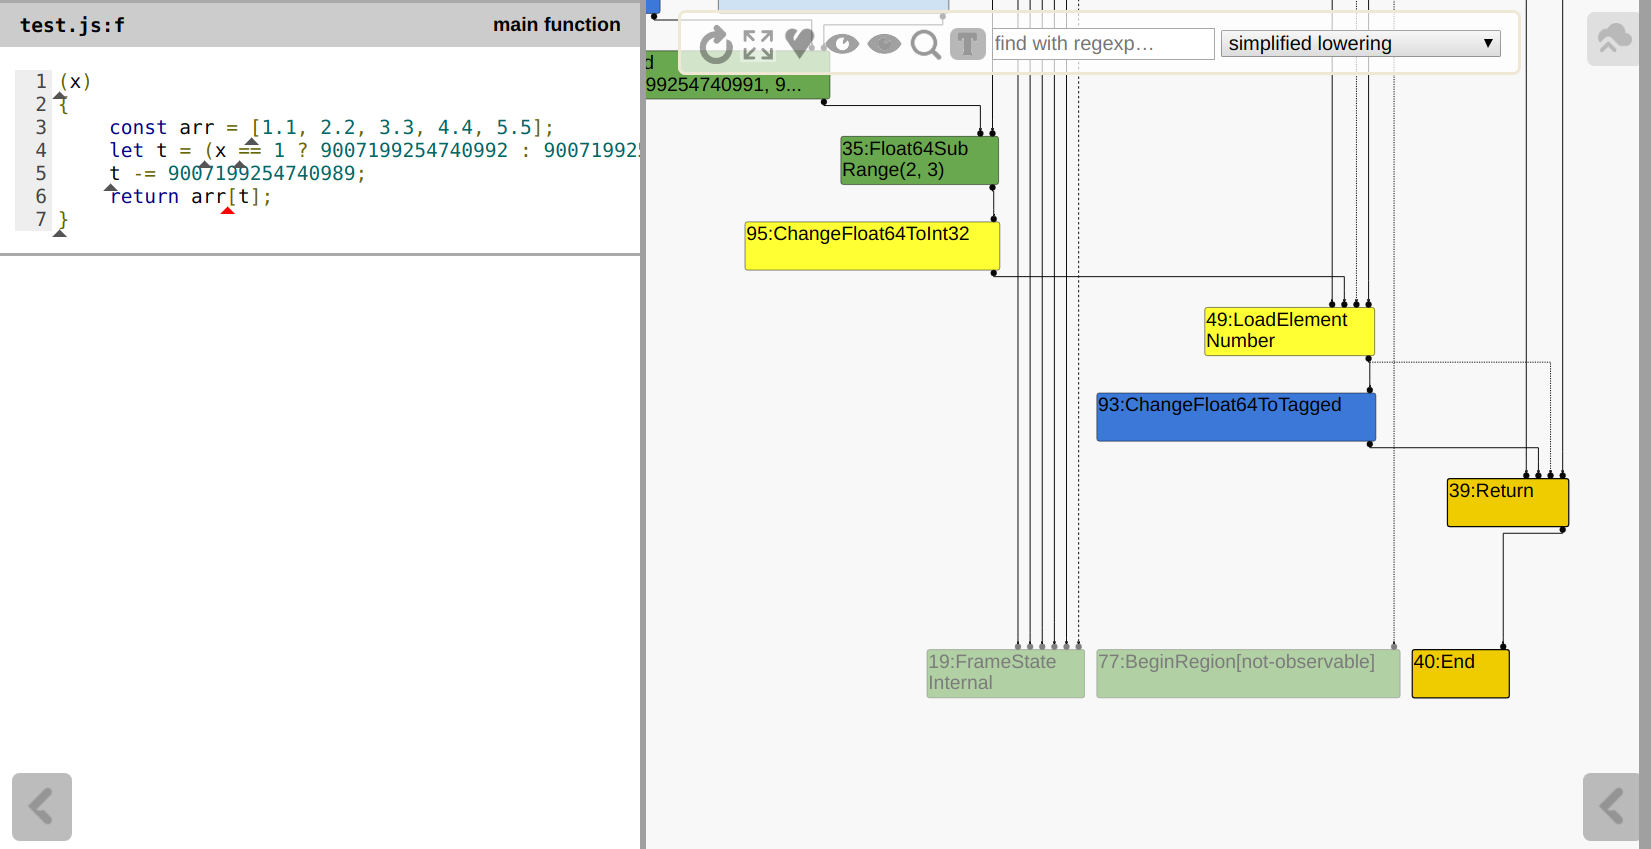 test.js:f
main function
1 (x)
2 {
3 const arr = [1.1, 2.2, 3.3, 4.4, 5.5];
4 let t = (x == 1 ? 9007199254740992 : 900719925
5 t -= 9007199254740989;
6 return arr[t];
7 }
find with regexp…
simplified lowering
T
d
99254740991, 9...
35:Float64Sub
Range(2, 3)
95:ChangeFloat64ToInt32
49:LoadElement
Number
93:ChangeFloat64ToTagged
39:Return
19:FrameState
Internal
77:BeginRegion[not-observable]
40:End